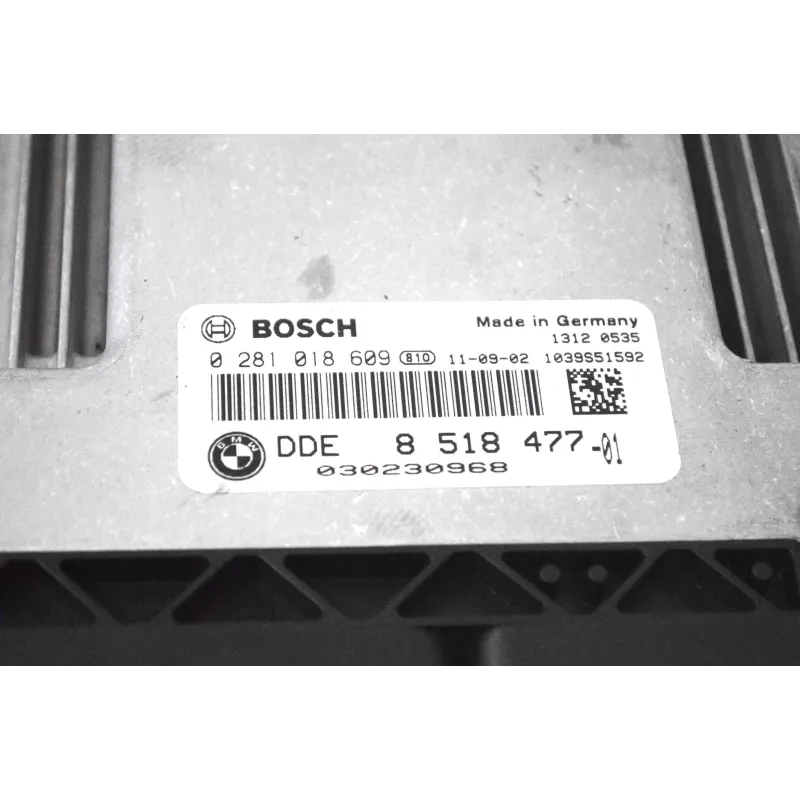 BOSCH Made in Germany
1312 0535
0 281 018 609 810 11-09-02 1039S51592
BMW DDE 8 518 477-01
030230968